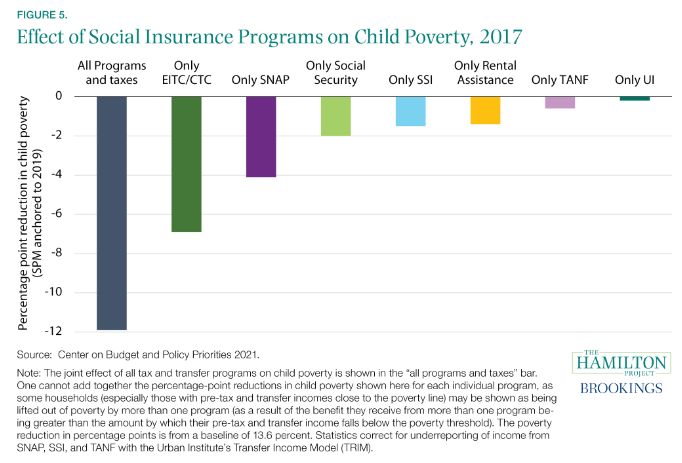 FIGURE 5.
Effect of Social Insurance Programs on Child Poverty, 2017
All Programs
and taxes
Only
EITC/CTC
Only SNAP
Only Social
Security
Only SSI
Only Rental
Assistance
Only TANF
Only UI
Percentage point reduction in child poverty
(SPM anchored to 2019)
0
-2
-4
-6
-8
-10
-12
Source: Center on Budget and Policy Priorities 2021.
Note: The joint effect of all tax and transfer programs on child poverty is shown in the “all programs and taxes” bar.
One cannot add together the percentage-point reductions in child poverty shown here for each individual program, as
some households (especially those with pre-tax and transfer incomes close to the poverty line) may be shown as being
lifted out of poverty by more than one program (as a result of the benefit they receive from more than one program be-
ing greater than the amount by which their pre-tax and transfer income falls below the poverty threshold). The poverty
reduction in percentage points is from a baseline of 13.6 percent. Statistics correct for underreporting of income from
SNAP, SSI, and TANF with the Urban Institute’s Transfer Income Model (TRIM).
THE
HAMILTON
PROJECT
BROOKINGS